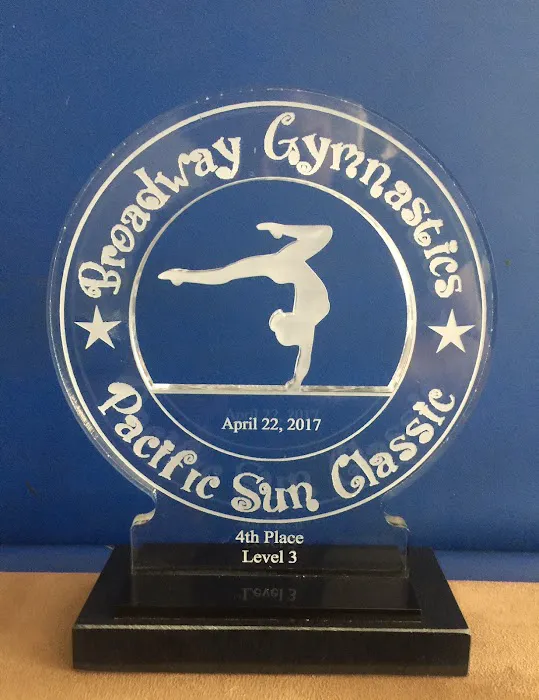 Broadway Gymnastics
April 22, 2017
Pacific Sun Classic
4th Place
Level 3